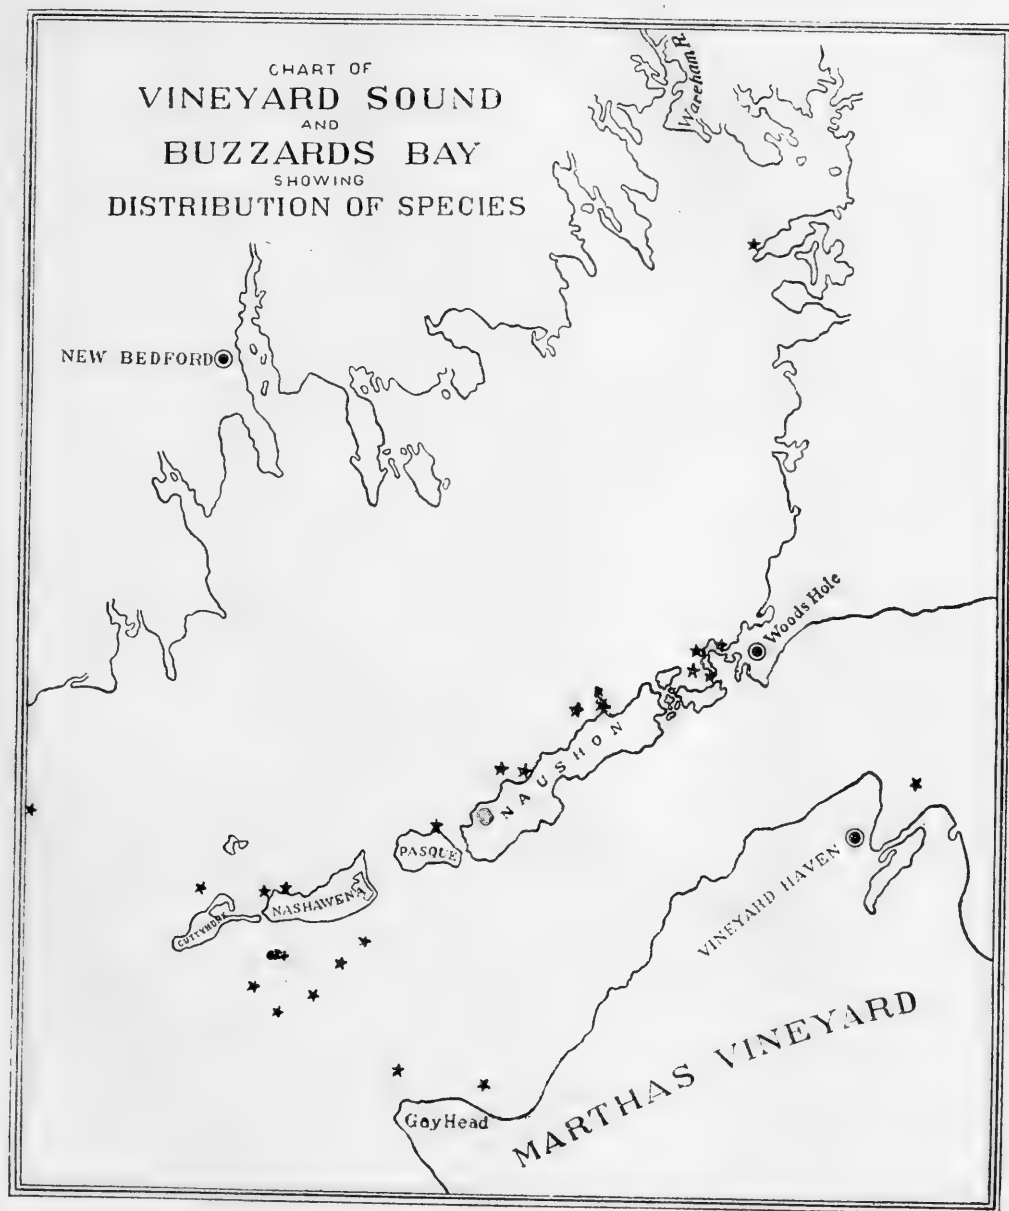 CHART OF
VINEYARD SOUND
AND
BUZZARDS BAY
SHOWING
DISTRIBUTION OF SPECIES
Wareham R.
NEW BEDFORD
Woods Hole
NAUSHON
PASQUE
NASHAWENA
CUTTYHUNK
VINEYARD HAVEN
MARTHAS VINEYARD
Gay Head